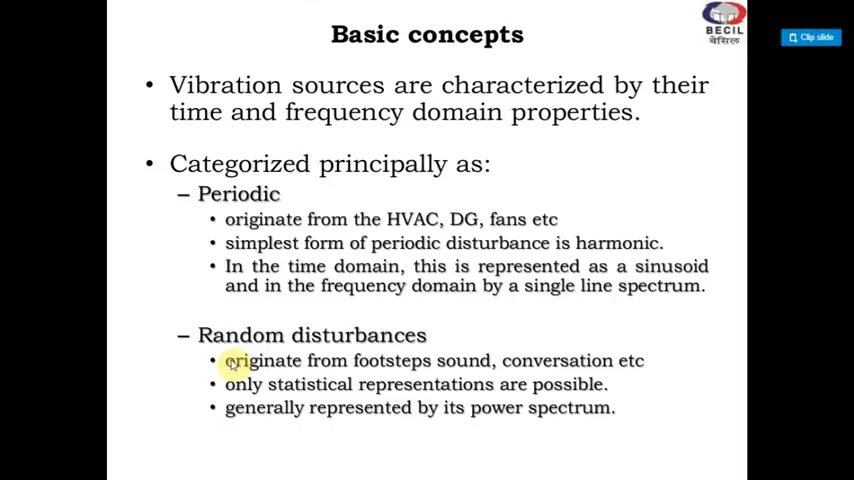 Basic concepts
BECIL
बेसिल
Clip slide
• Vibration sources are characterized by their
time and frequency domain properties.
• Categorized principally as:
– Periodic
• originate from the HVAC, DG, fans etc
• simplest form of periodic disturbance is harmonic.
• In the time domain, this is represented as a sinusoid
and in the frequency domain by a single line spectrum.
– Random disturbances
• originate from footsteps sound, conversation etc
• only statistical representations are possible.
• generally represented by its power spectrum.